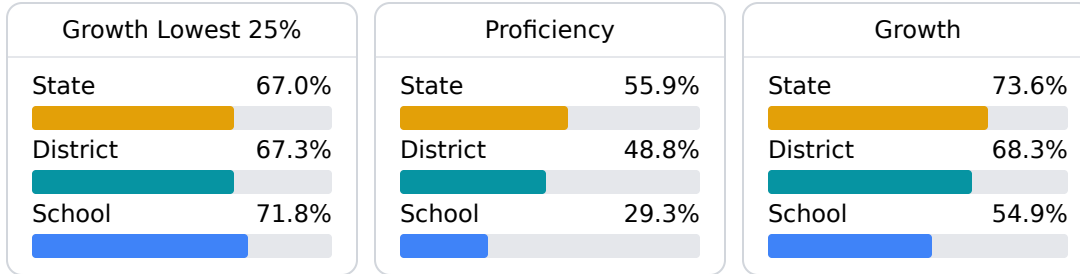 Growth Lowest 25%
State 67.0%
District 67.3%
School 71.8%
Proficiency
State 55.9%
District 48.8%
School 29.3%
Growth
State 73.6%
District 68.3%
School 54.9%